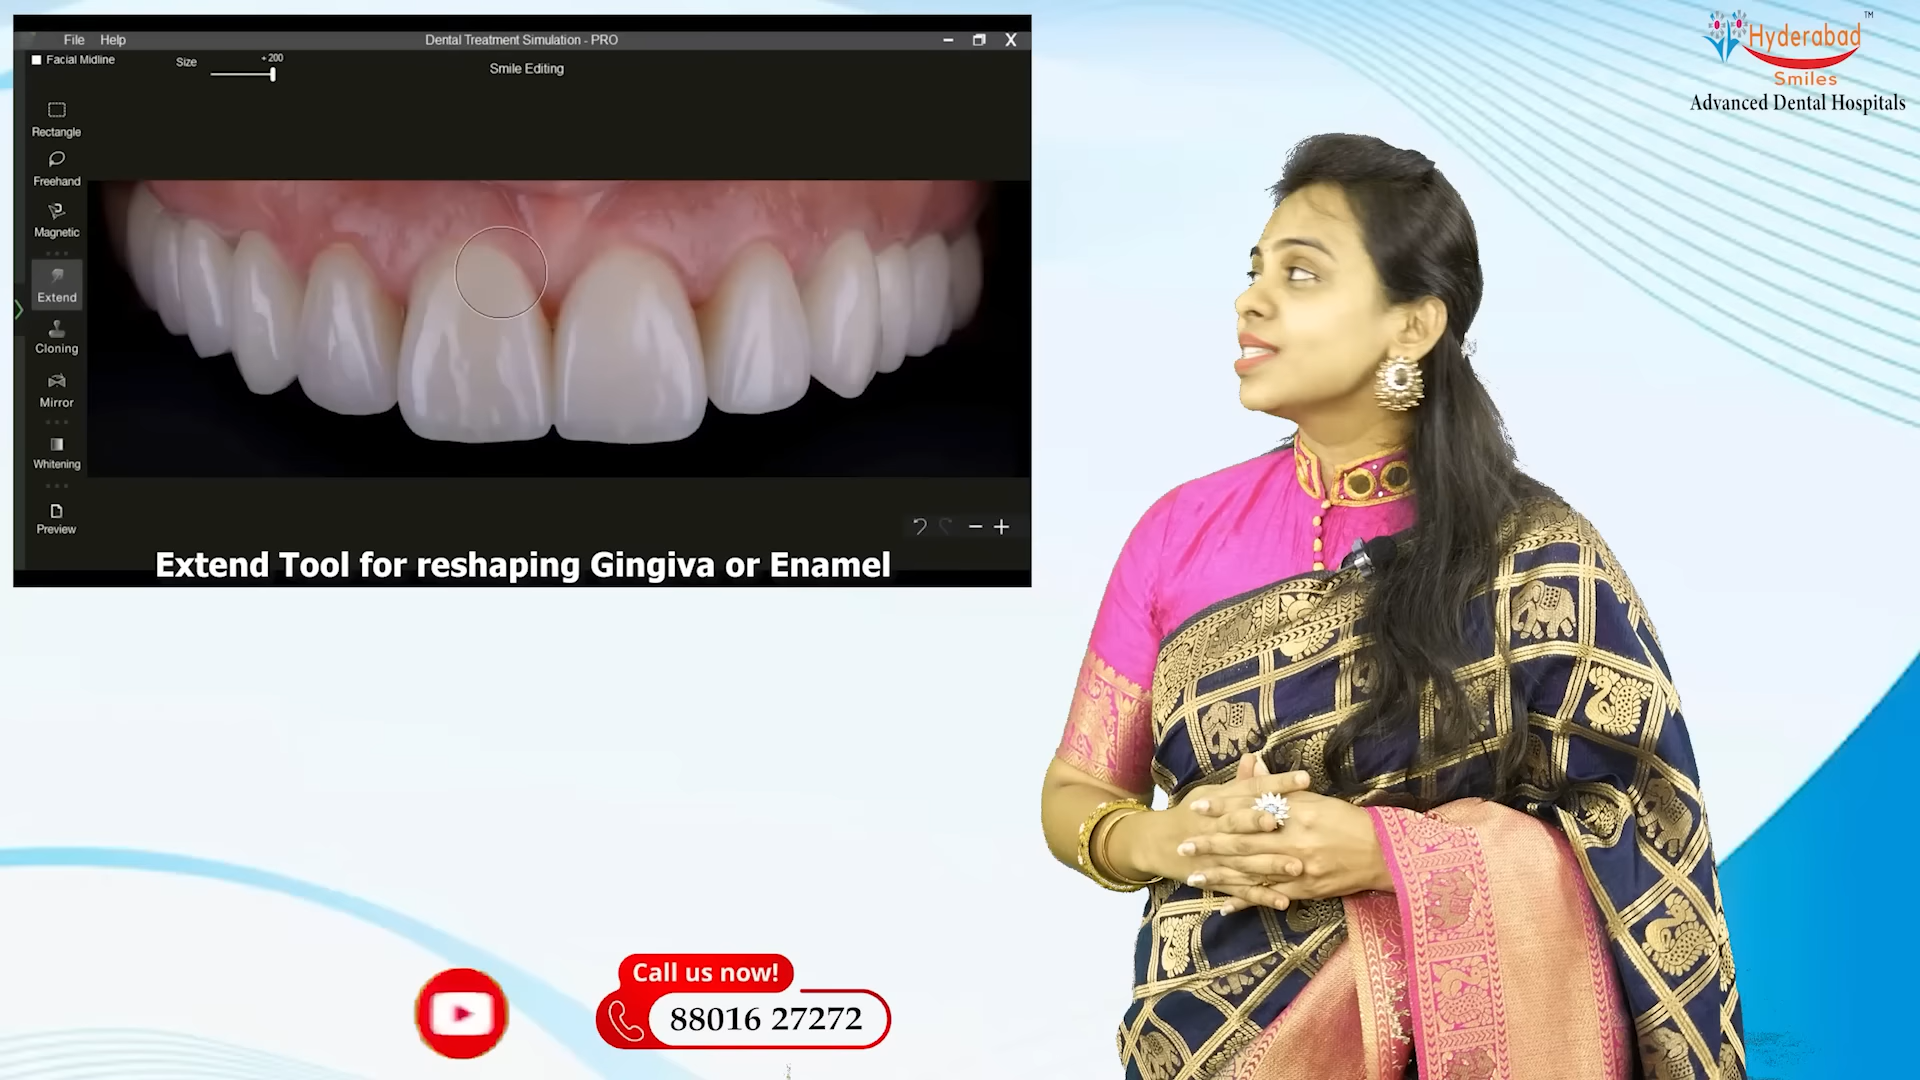 File Help
Dental Treatment Simulation - PRO
X
Facial Midline
Size
+200
Smile Editing
Rectangle
Freehand
Magnetic
Extend
Cloning
Mirror
Whitening
Preview
Extend Tool for reshaping Gingiva or Enamel
Hyderabad
TM
Smiles
Advanced Dental Hospitals
Call us now!
88016 27272